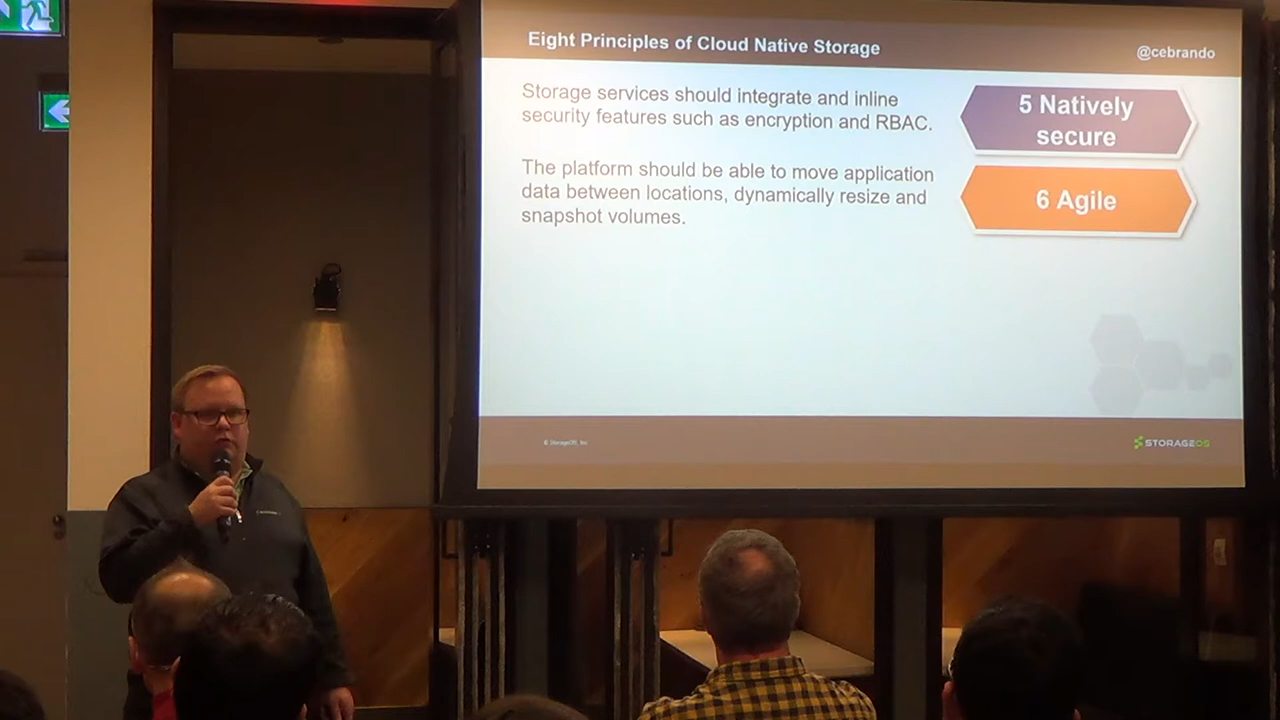 Eight Principles of Cloud Native Storage
@cebrando
Storage services should integrate and inline
security features such as encryption and RBAC.
5 Natively
secure
The platform should be able to move application
data between locations, dynamically resize and
snapshot volumes.
6 Agile
© StorageOS, Inc
STORAGEOS